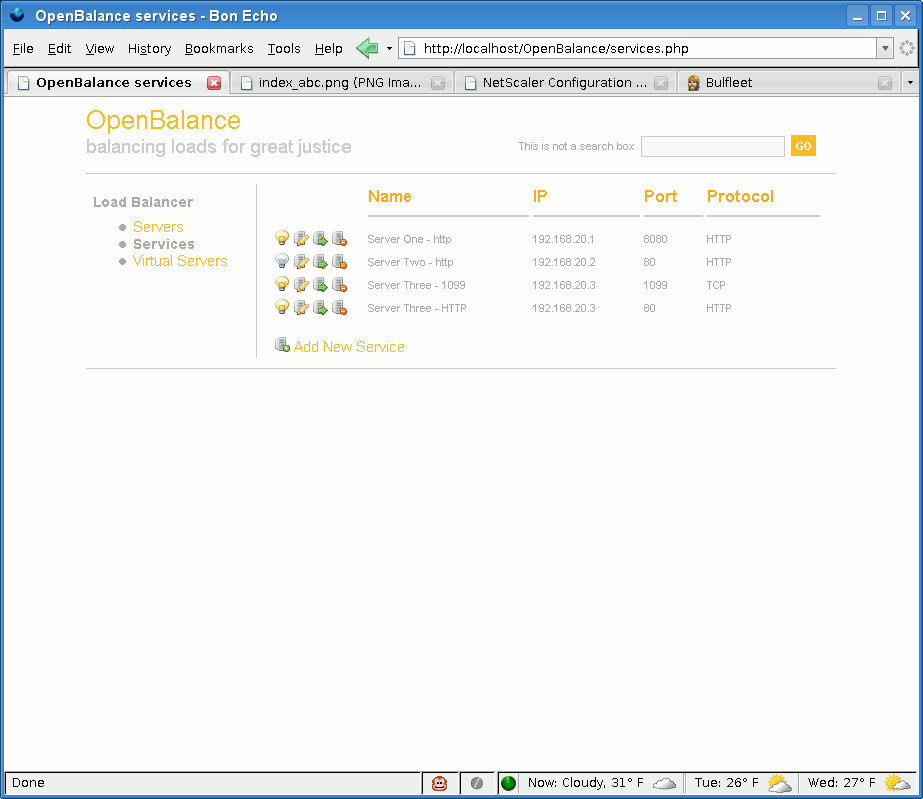 OpenBalance services - Bon Echo
File Edit View History Bookmarks Tools Help http://localhost/OpenBalance/services.php
OpenBalance services index_abc.png (PNG Ima... NetScaler Configuration ... Bulfleet
OpenBalance
balancing loads for great justice
This is not a search box GO
Load Balancer
Servers
Services
Virtual Servers
Name IP Port Protocol
Server One - http 192.168.20.1 8080 HTTP
Server Two - http 192.168.20.2 80 HTTP
Server Three - 1099 192.168.20.3 1099 TCP
Server Three - HTTP 192.168.20.3 80 HTTP
Add New Service
Done Now: Cloudy, 31° F Tue: 26° F Wed: 27° F